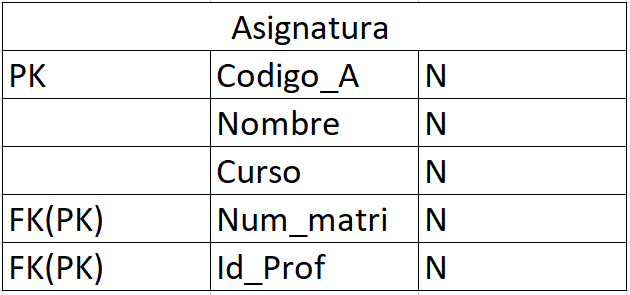 Asignatura
PK Codigo_A N
Nombre N
Curso N
FK(PK) Num_matri N
FK(PK) Id_Prof N